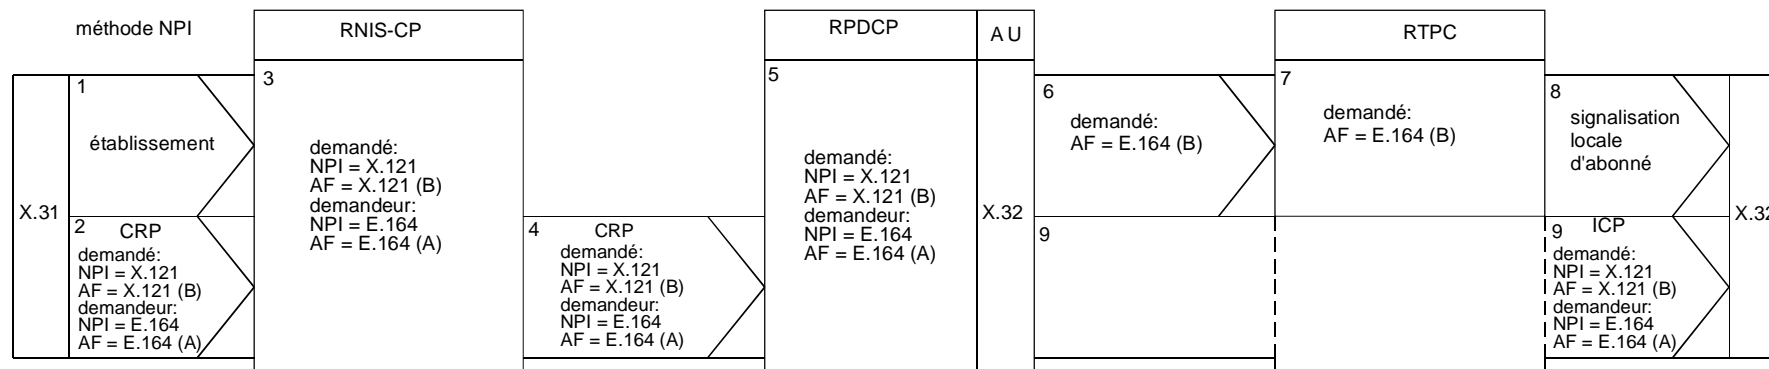 méthode NPI
RNIS-CP
RPDCP
A U
RTPC
X.31
1
établissement
2
CRP
demandé:
NPI = X.121
AF = X.121 (B)
demandeur:
NPI = E.164
AF = E.164 (A)
3
demandé:
NPI = X.121
AF = X.121 (B)
demandeur:
NPI = E.164
AF = E.164 (A)
4
CRP
demandé:
NPI = X.121
AF = X.121 (B)
demandeur:
NPI = E.164
AF = E.164 (A)
5
demandé:
NPI = X.121
AF = X.121 (B)
demandeur:
NPI = E.164
AF = E.164 (A)
X.32
6
demandé:
AF = E.164 (B)
9
7
demandé:
AF = E.164 (B)
8
signalisation
locale
d'abonné
9
ICP
demandé:
NPI = X.121
AF = X.121 (B)
demandeur:
NPI = E.164
AF = E.164 (A)
X.32